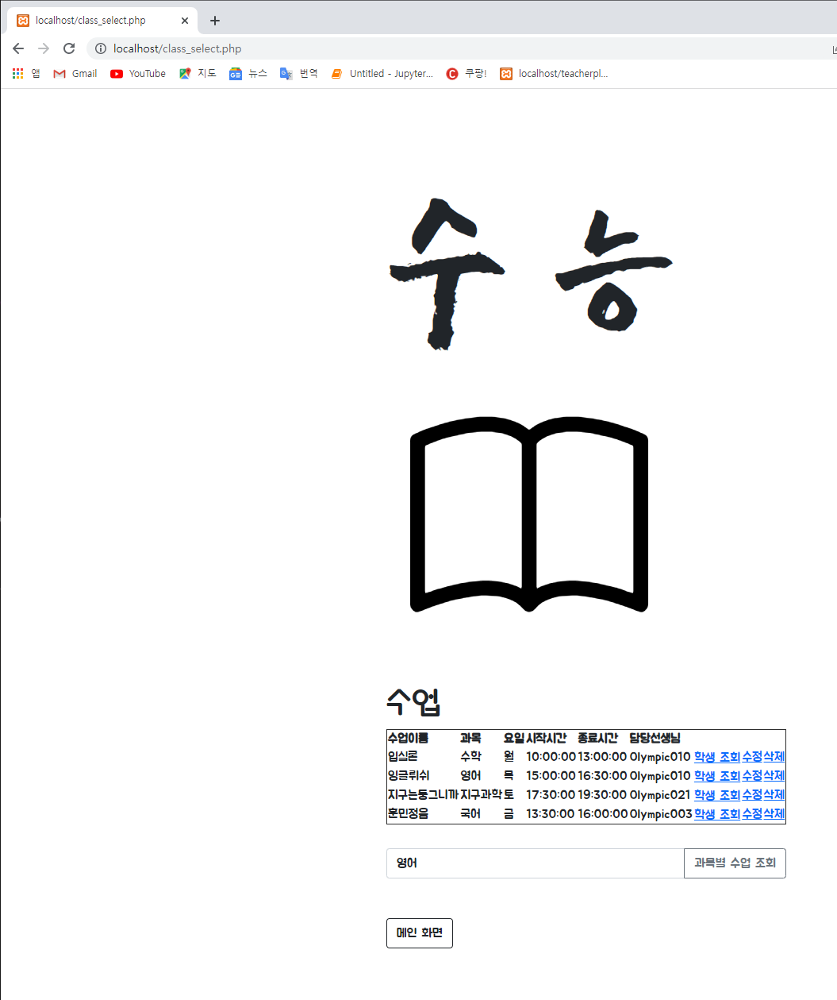 localhost/class_select.php
localhost/class_select.php
앱 Gmail YouTube 지도 뉴스 번역 Untitled - Jupyter... 쿠팡! localhost/teacherpl...
수 능
수업
수업이름 과목 요일 시작시간 종료시간 담당선생님
입실론 수학 월 10:00:00 13:00:00 Olympic010 학생 조회 수정 삭제
잉글뤼쉬 영어 목 15:00:00 16:30:00 Olympic010 학생 조회 수정 삭제
지구는둥그니까 지구과학 토 17:30:00 19:30:00 Olympic021 학생 조회 수정 삭제
훈민정음 국어 금 13:30:00 16:00:00 Olympic003 학생 조회 수정 삭제
영어 과목별 수업 조회
메인 화면